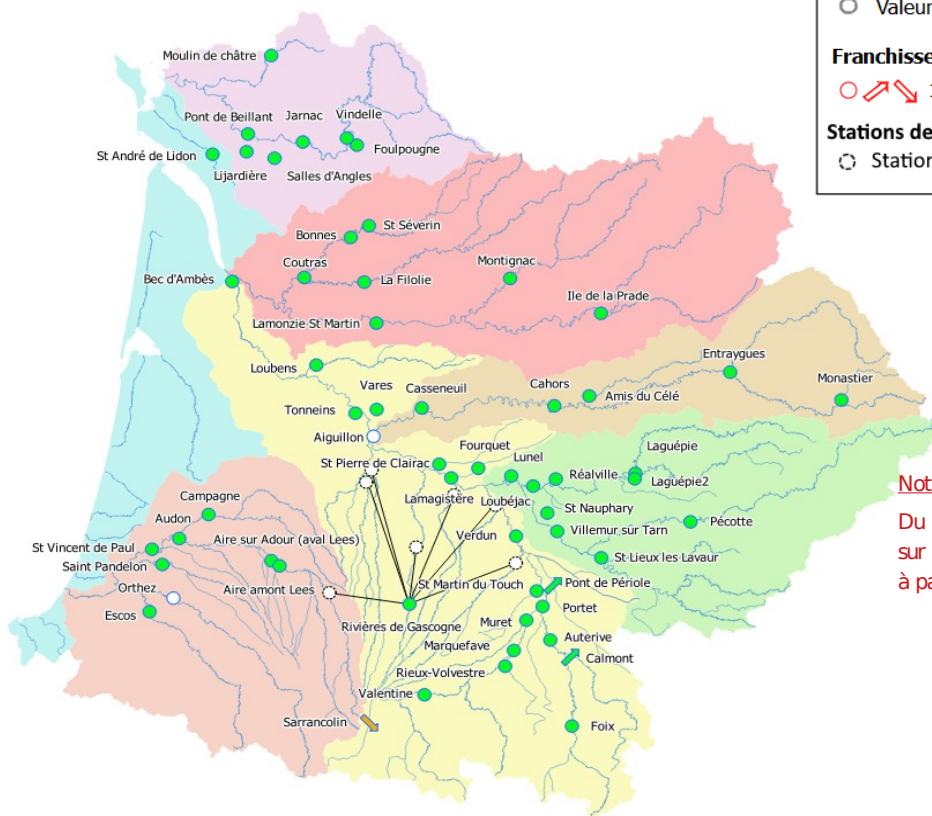 Valeur
Franchisse
Stations de
Station
Moulin de châtre
Pont de Beillant
Jarnac
Vindelle
St André de Lidon
Foulpougne
Lijardière
Salles d'Angles
St Séverin
Bonnes
Coutras
Montignac
Bec d'Ambès
La Filolie
Ile de la Prade
Lamonzie St Martin
Entraygues
Loubens
Vares
Casseneuil
Cahors
Monastier
Amis du Célé
Tonneins
Aiguillon
Fourquet
Laguépie
Lunel
St Pierre de Clairac
Réalville
Laguépie2
Lamagistère
Loubéjac
Campagne
St Nauphary
Pécotte
Audon
Villemur sur Tarn
Verdun
Aire sur Adour (aval Lees)
St Vincent de Paul
St-Lieux les Lavaur
Saint Pandelon
St Martin du Touch
Pont de Périole
Orthez
Aire amont Lees
Portet
Escos
Rivières de Gascogne
Muret
Auterive
Marquefave
Calmont
Rieux-Volvestre
Valentine
Sarrancolin
Foix
Not
Du
sur
à pa